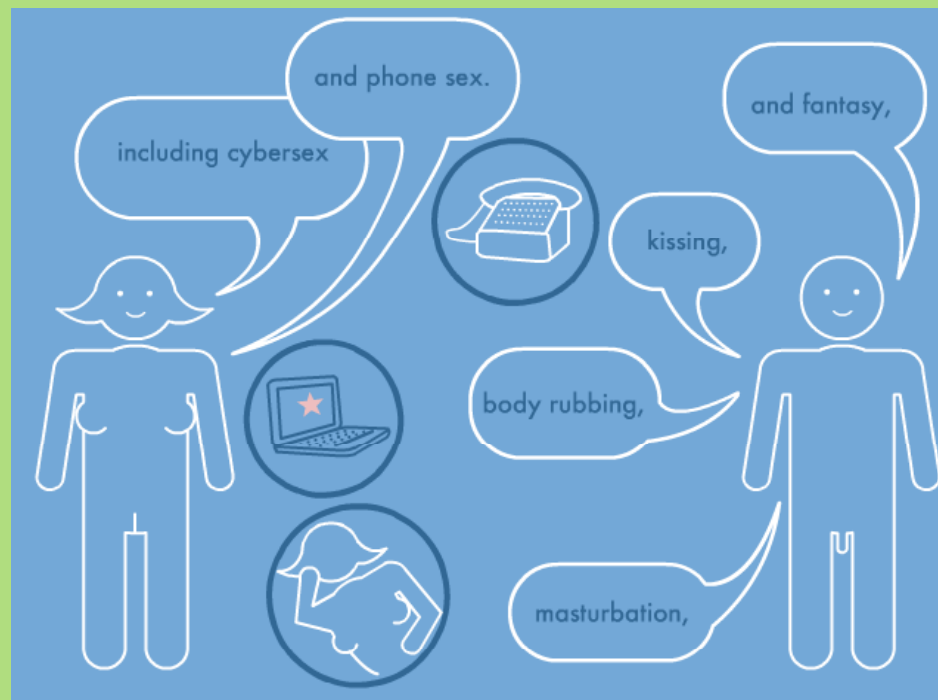 and phone sex.
including cybersex
and fantasy,
kissing,
body rubbing,
masturbation,